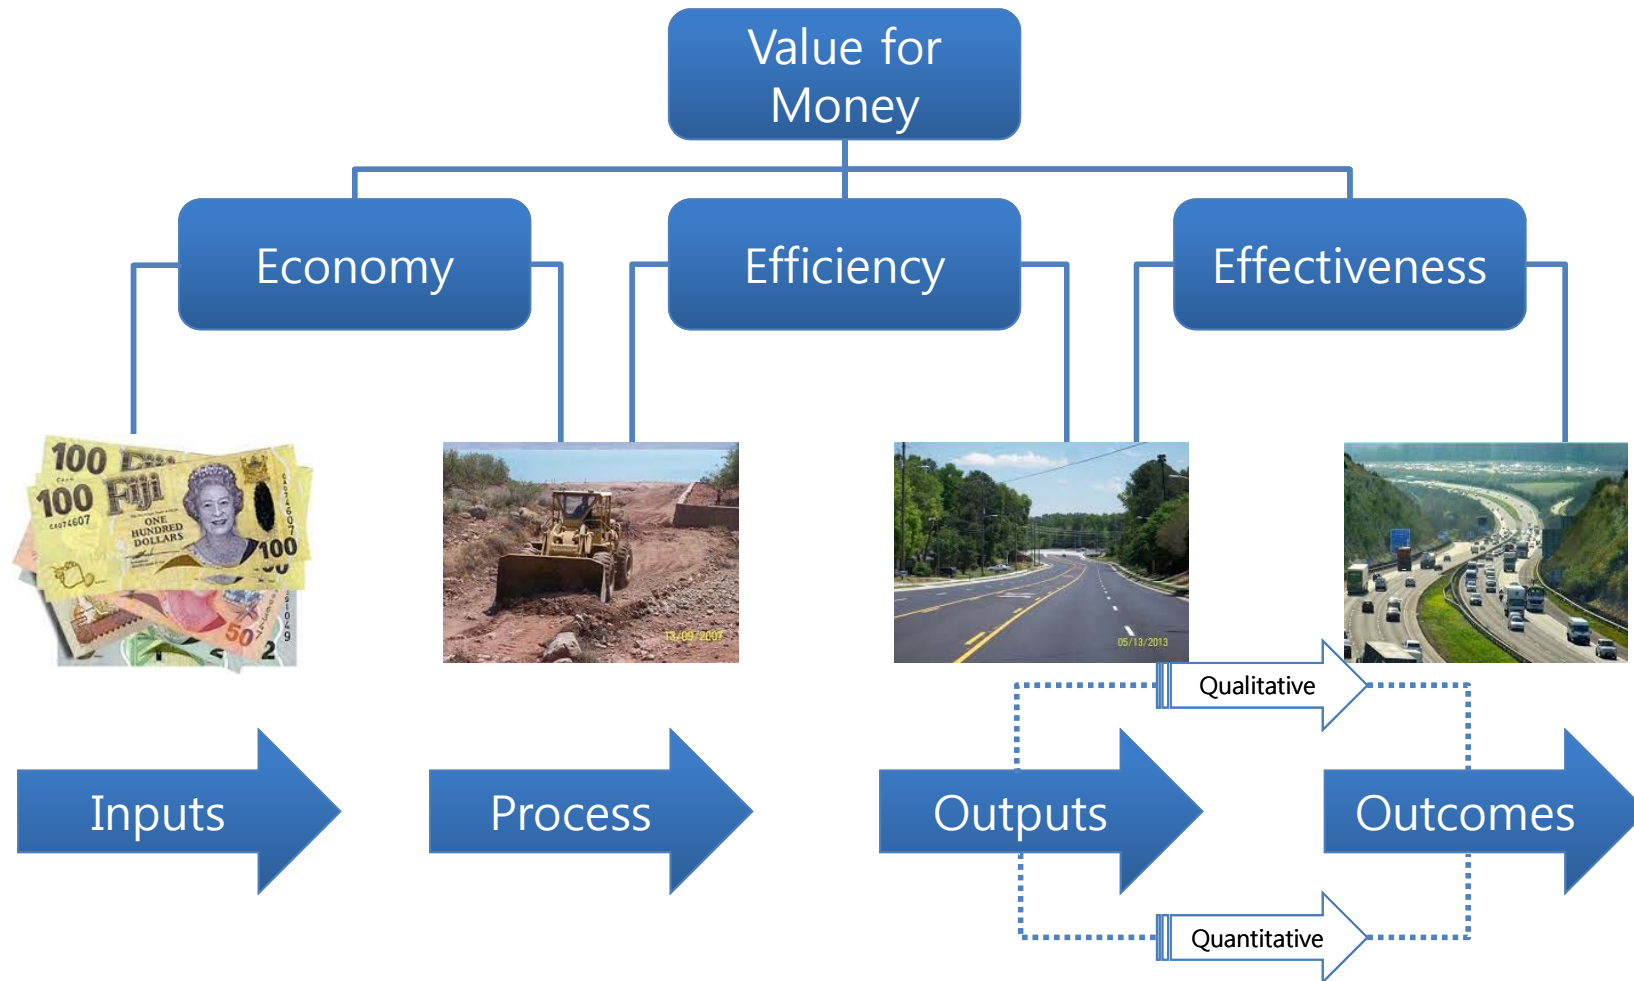 Value for
Money
Economy
Efficiency
Effectiveness
100
100 Fiji
CA074607
ONE
HUNDRED
DOLLARS
100
50
13/09/2007
05/13/2013
Qualitative
Inputs
Process
Outputs
Outcomes
Quantitative